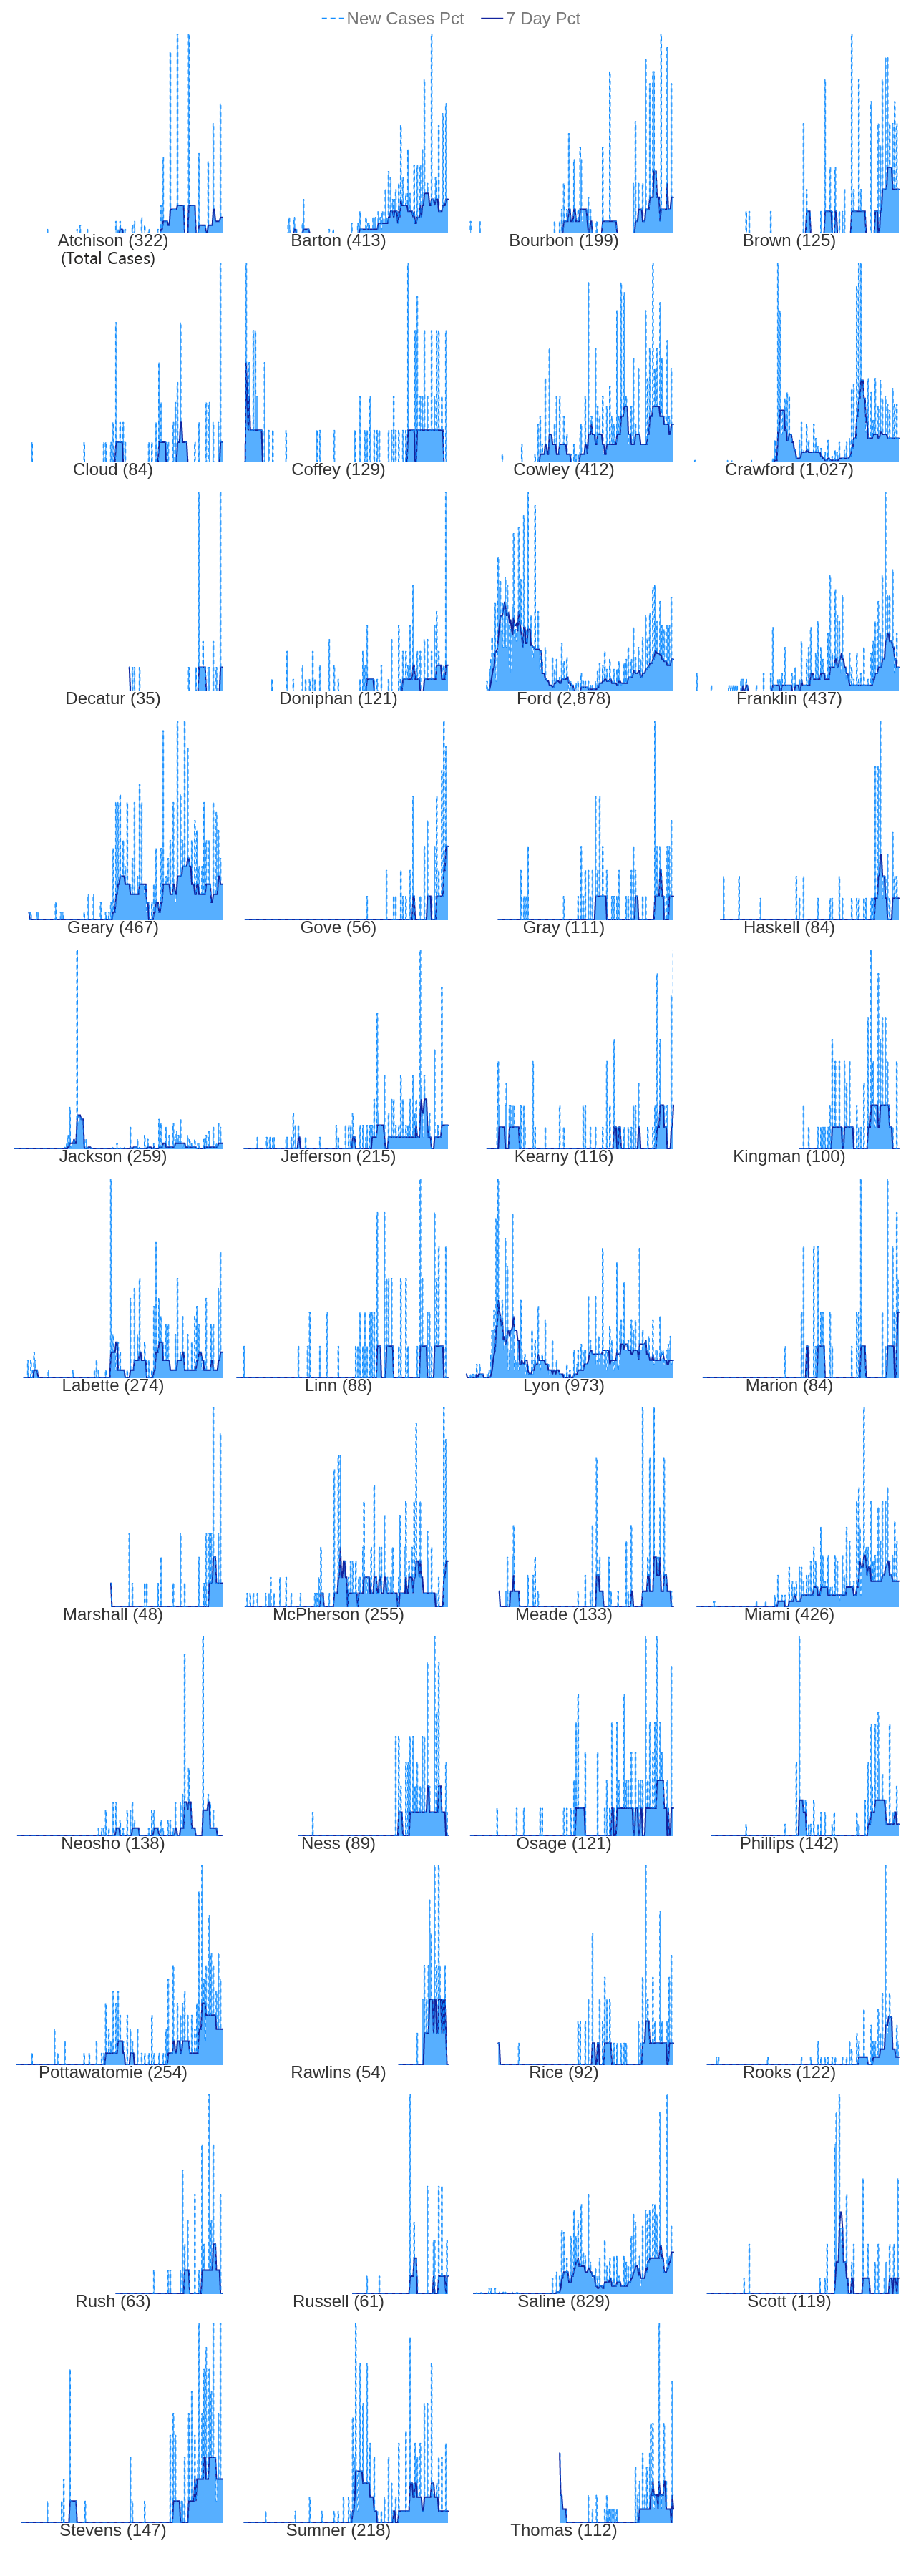 New Cases Pct 7 Day Pct
Atchison (322) Barton (413) Bourbon (199) Brown (125)
(Total Cases)
Cloud (84) Coffey (129) Cowley (412) Crawford (1,027)
Decatur (35) Doniphan (121) Ford (2,878) Franklin (437)
Geary (467) Gove (56) Gray (111) Haskell (84)
Jackson (259) Jefferson (215) Kearny (116) Kingman (100)
Labette (274) Linn (88) Lyon (973) Marion (84)
Marshall (48) McPherson (255) Meade (133) Miami (426)
Neosho (138) Ness (89) Osage (121) Phillips (142)
Pottawatomie (254) Rawlins (54) Rice (92) Rooks (122)
Rush (63) Russell (61) Saline (829) Scott (119)
Stevens (147) Sumner (218) Thomas (112)